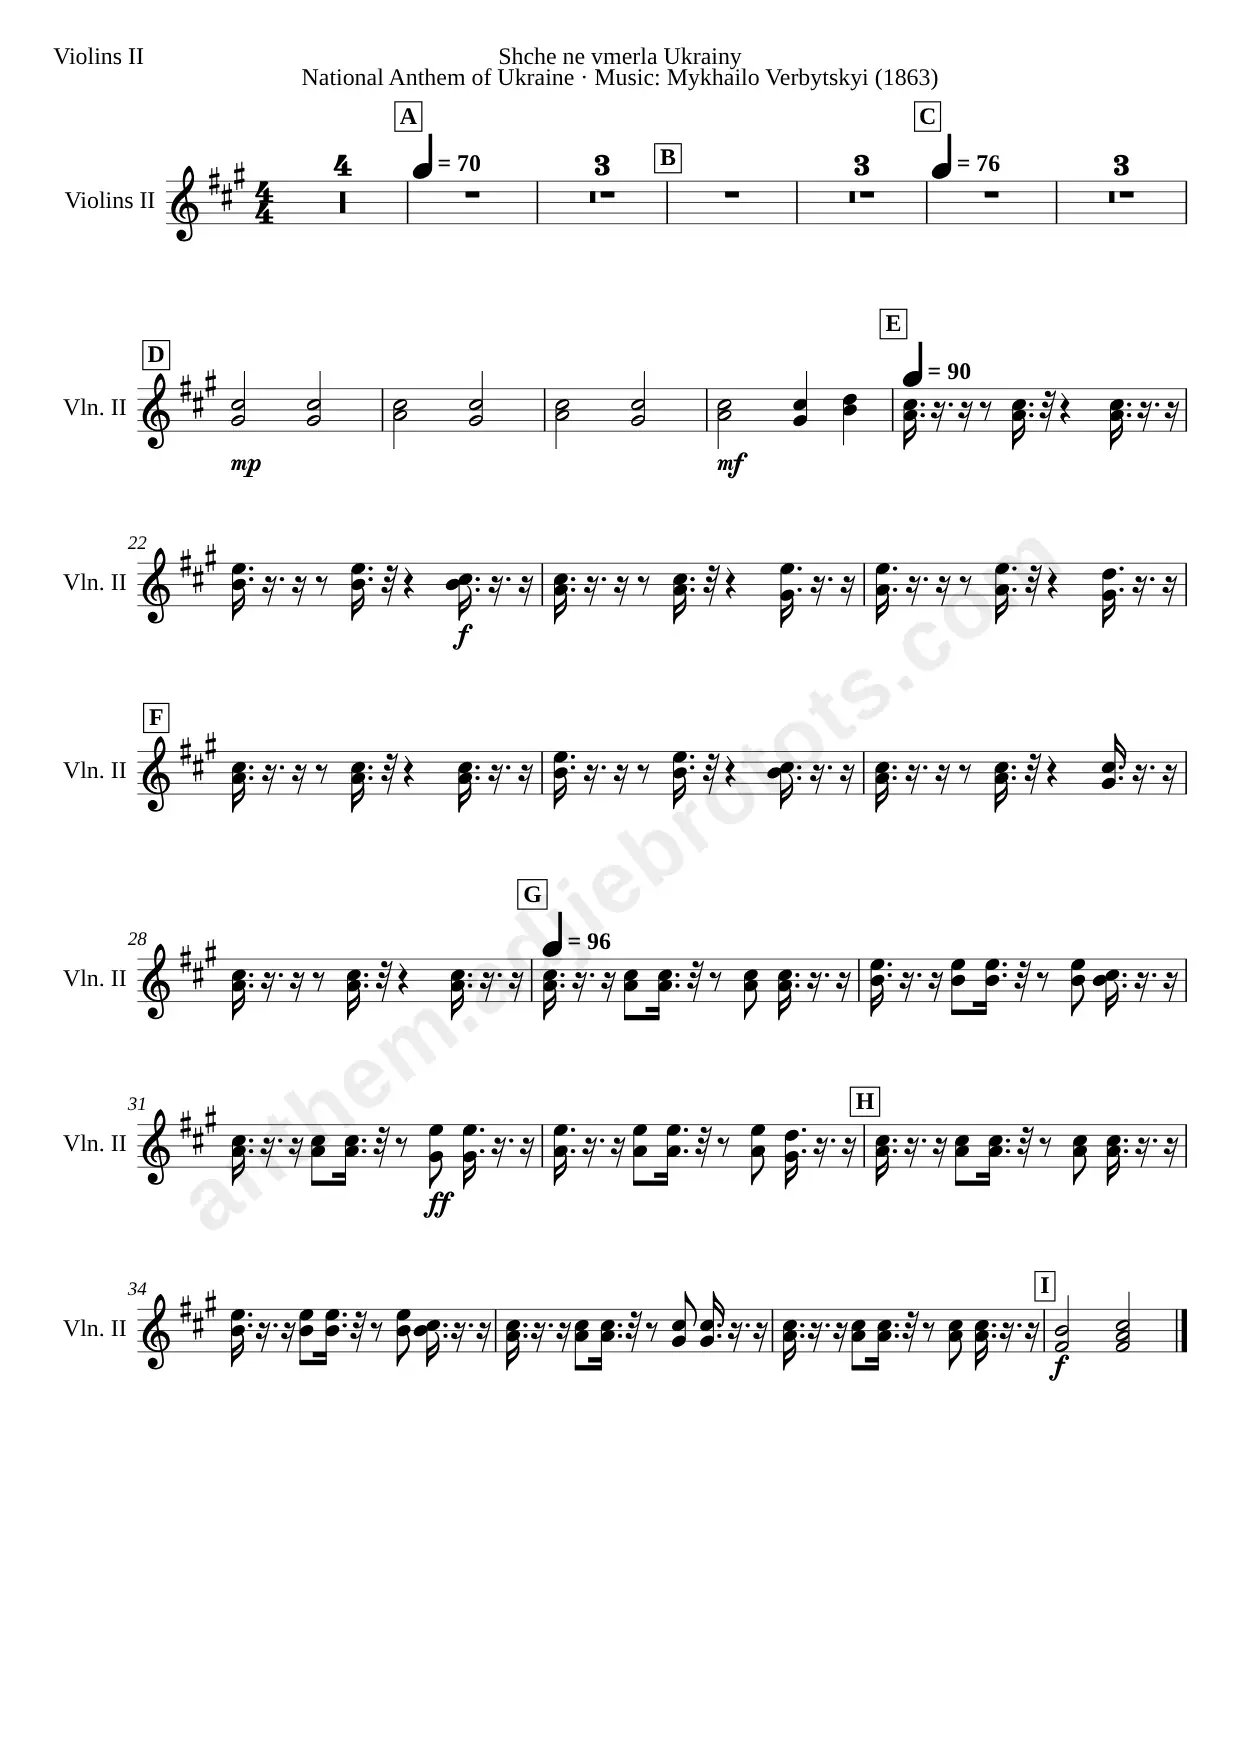 Violins II
Shche ne vmerla Ukrainy
National Anthem of Ukraine · Music: Mykhailo Verbytskyi (1863)
A
B
C
4
= 70
3
3
= 76
3
Violins II
4
4
D
E
= 90
Vln. II
mp
mf
22
Vln. II
f
F
Vln. II
G
28
= 96
Vln. II
31
H
Vln. II
ff
34
I
Vln. II
f
anthem.adjiebrotots.com